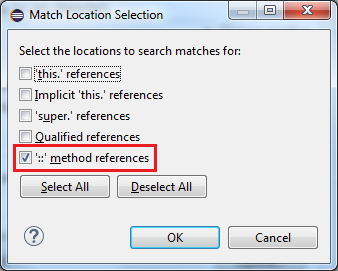 Match Location Selection
Select the locations to search matches for:
'this.' references
Implicit 'this.' references
'super.' references
Qualified references
'::' method references
Select All Deselect All
? OK Cancel